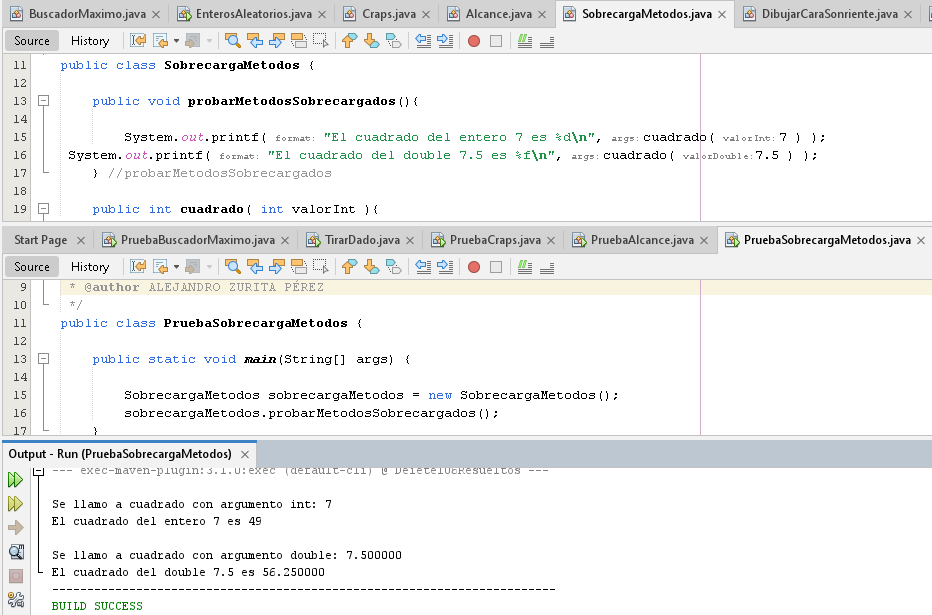 BuscadorMaximo.java EnterosAleatorios.java Craps.java Alcance.java SobrecargaMetodos.java DibujarCaraSonriente.java
Source History
11 public class SobrecargaMetodos {
12
13 public void probarMetodosSobrecargados(){
14
15 System.out.printf( format: "El cuadrado del entero 7 es %d\n", args: cuadrado( valorInt: 7 ) );
16 System.out.printf( format: "El cuadrado del double 7.5 es %f\n", args: cuadrado( valorDouble: 7.5 ) );
17 } //probarMetodosSobrecargados
18
19 public int cuadrado( int valorInt ){
Start Page PruebaBuscadorMaximo.java TirarDado.java PruebaCraps.java PruebaAlcance.java PruebaSobrecargaMetodos.java
Source History
9 * @author ALEJANDRO ZURITA PÉREZ
10 */
11 public class PruebaSobrecargaMetodos {
12
13 public static void main(String[] args) {
14
15 SobrecargaMetodos sobrecargaMetodos = new SobrecargaMetodos();
16 sobrecargaMetodos.probarMetodosSobrecargados();
17 }
Output - Run (PruebaSobrecargaMetodos)
--- exec-maven-plugin:3.1.0:exec (default-cli) @ Deitel06Resueltos ---
Se llamo a cuadrado con argumento int: 7
El cuadrado del entero 7 es 49
Se llamo a cuadrado con argumento double: 7.500000
El cuadrado del double 7.5 es 56.250000
------------------------------------------------------------------------
BUILD SUCCESS